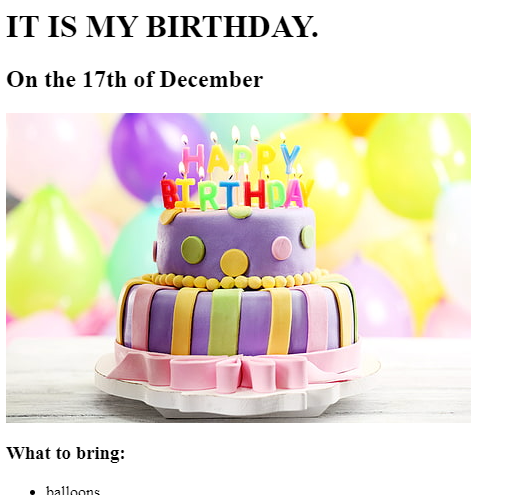 IT IS MY BIRTHDAY.
On the 17th of December
HAPPY
BIRTHDAY
What to bring:
balloons